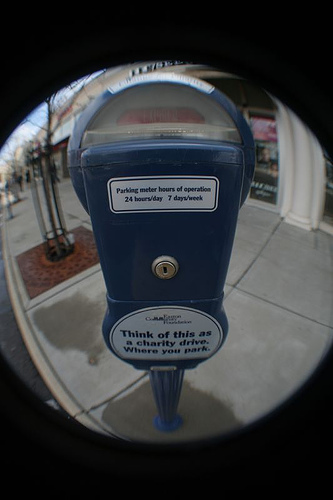 Parking meter hours of operation
24 hours/day 7 days/week
Foundation
Think of this as
a charity drive.
Where you park.